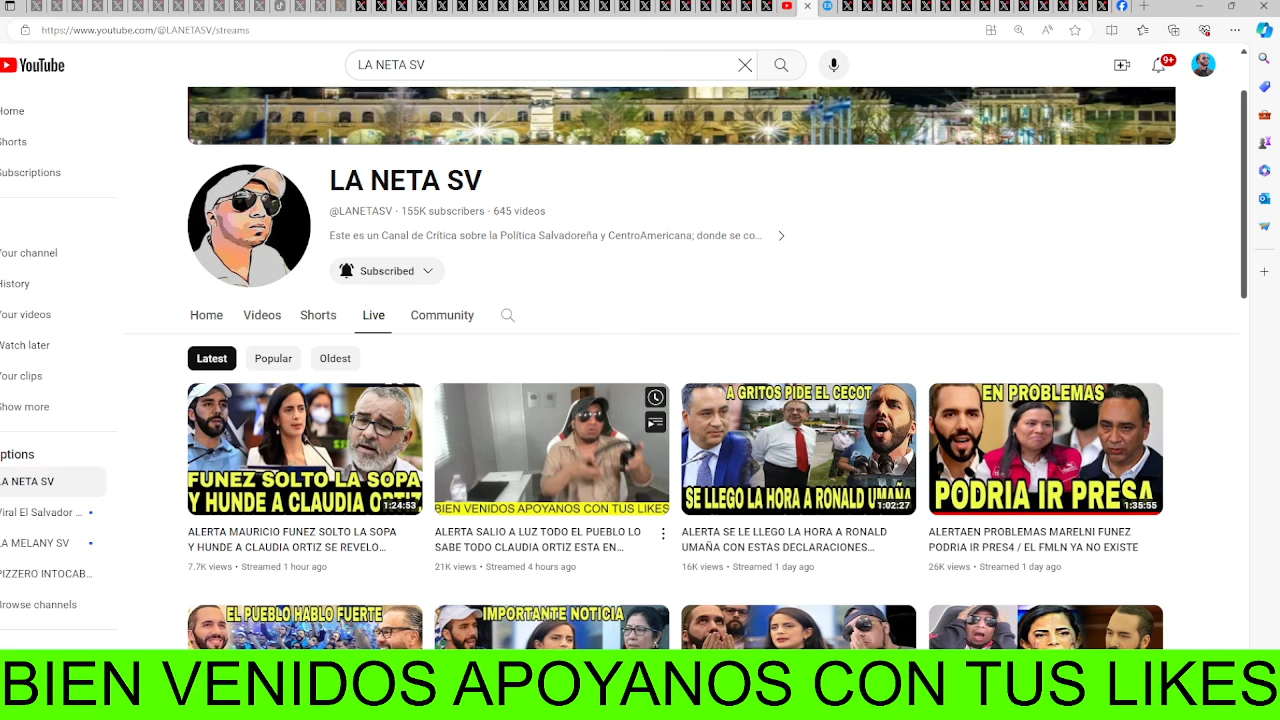 https://www.youtube.com/@LANETASV/streams
YouTube
LA NETA SV
9+
Home
Shorts
Subscriptions
Your channel
History
Your videos
Watch later
Your clips
Show more
LA NETA SV
Viral El Salvador ...
LA MELANY SV
PIZZERO INTOCAB...
Browse channels
LA NETA SV
@LANETASV · 155K subscribers · 645 videos
Este es un Canal de Crítica sobre la Política Salvadoreña y CentroAmericana; donde se co...
Subscribed
Home Videos Shorts Live Community
Latest Popular Oldest
FUNEZ SOLTO LA SOPA
Y HUNDE A CLAUDIA ORTIZ
1:24:53
ALERTA MAURICIO FUNEZ SOLTO LA SOPA
Y HUNDE A CLAUDIA ORTIZ SE REVELO...
7.7K views • Streamed 1 hour ago
BIEN VENIDOS APOYANOS CON TUS LIKES
ALERTA SALIO A LUZ TODO EL PUEBLO LO
SABE TODO CLAUDIA ORTIZ ESTA EN...
21K views • Streamed 4 hours ago
A GRITOS PIDE EL CECOT
SE LLEGO LA HORA A RONALD UMAÑA
1:02:27
ALERTA SE LE LLEGO LA HORA A RONALD
UMAÑA CON ESTAS DECLARACIONES...
16K views • Streamed 1 day ago
EN PROBLEMAS
PODRIA IR PRESA
1:35:55
ALERTAEN PROBLEMAS MARELNI FUNEZ
PODRIA IR PRES4 / EL FMLN YA NO EXISTE
26K views • Streamed 1 day ago
EL PUEBLO HABLO FUERTE
IMPORTANTE NOTICIA
BIEN VENIDOS APOYANOS CON TUS LIKES